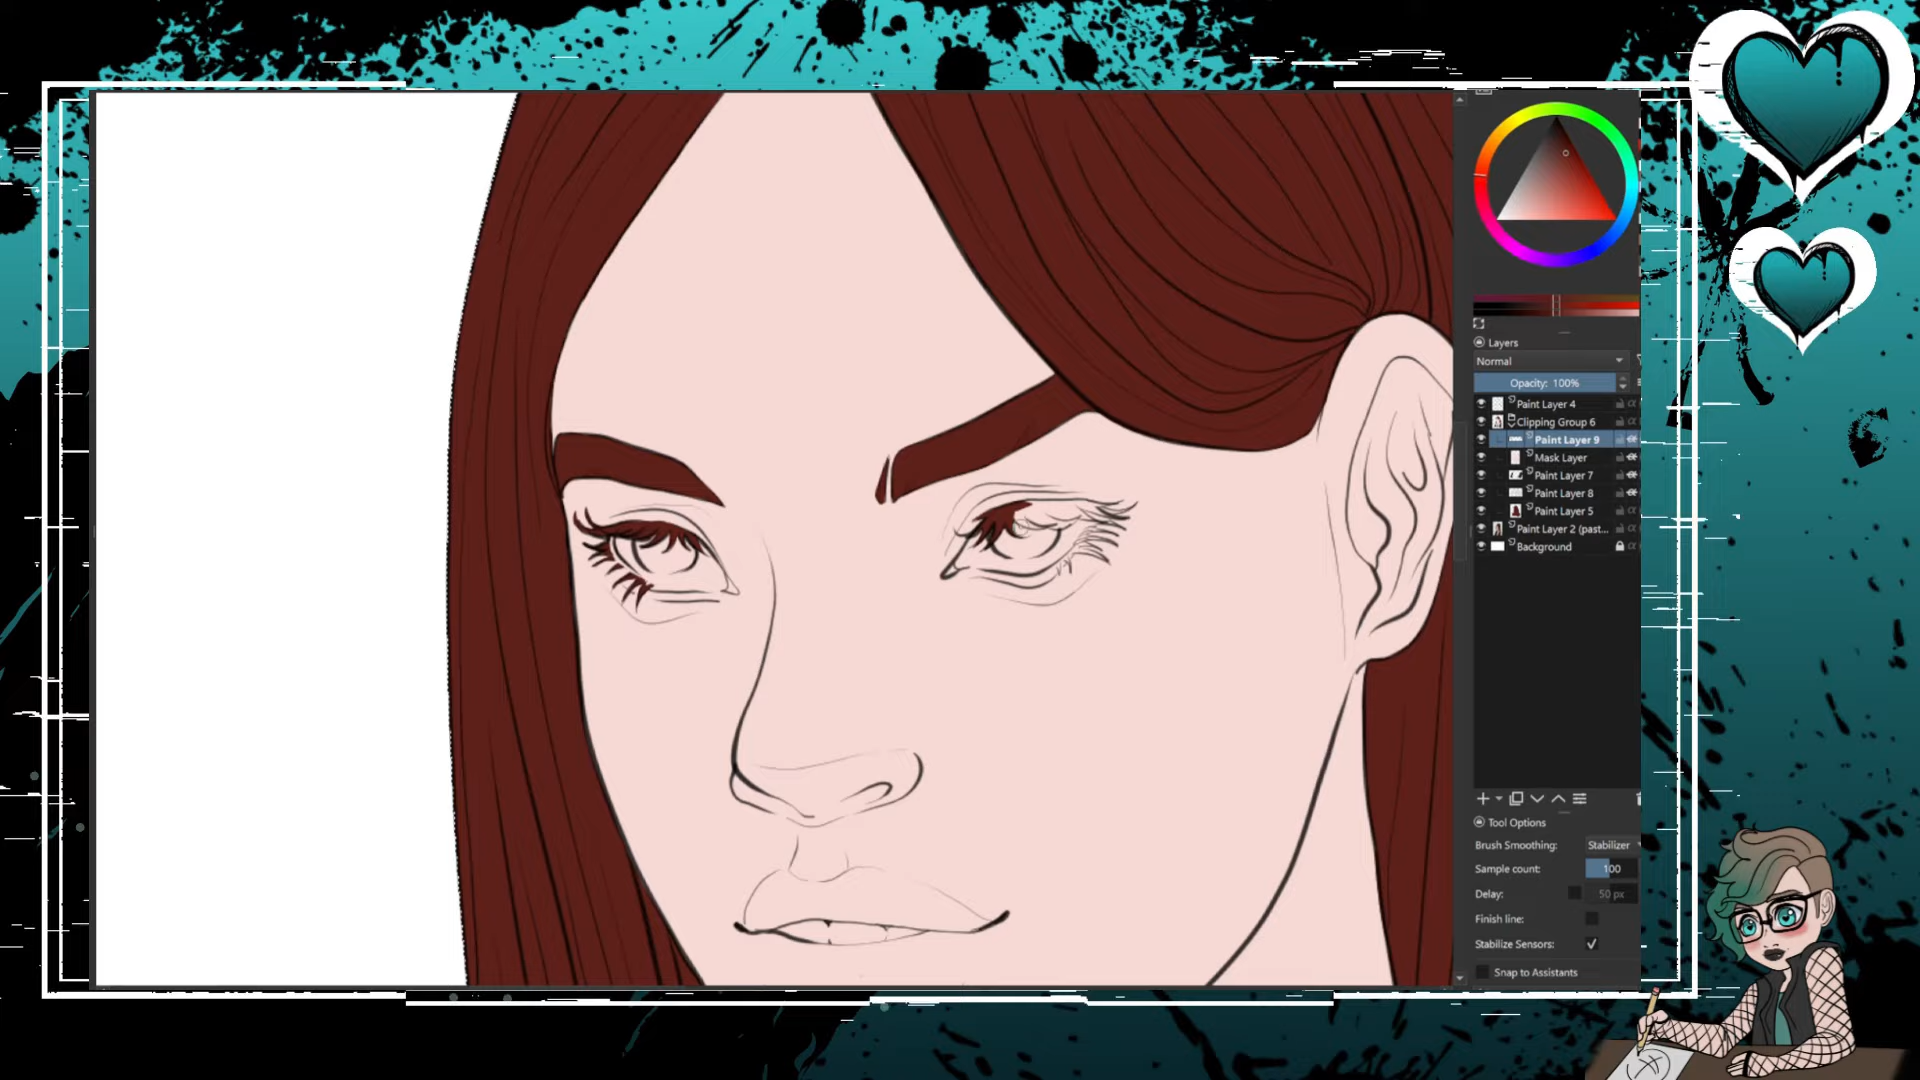 Layers
Normal
Opacity: 100%
Paint Layer 4
Clipping Group 6
Paint Layer 9
Mask Layer
Paint Layer 7
Paint Layer 8
Paint Layer 5
Paint Layer 2 (past...
Background
Tool Options
Brush Smoothing: Stabilizer
Sample count: 100
Delay: 50 px
Finish line:
Stabilize Sensors:
Snap to Assistants